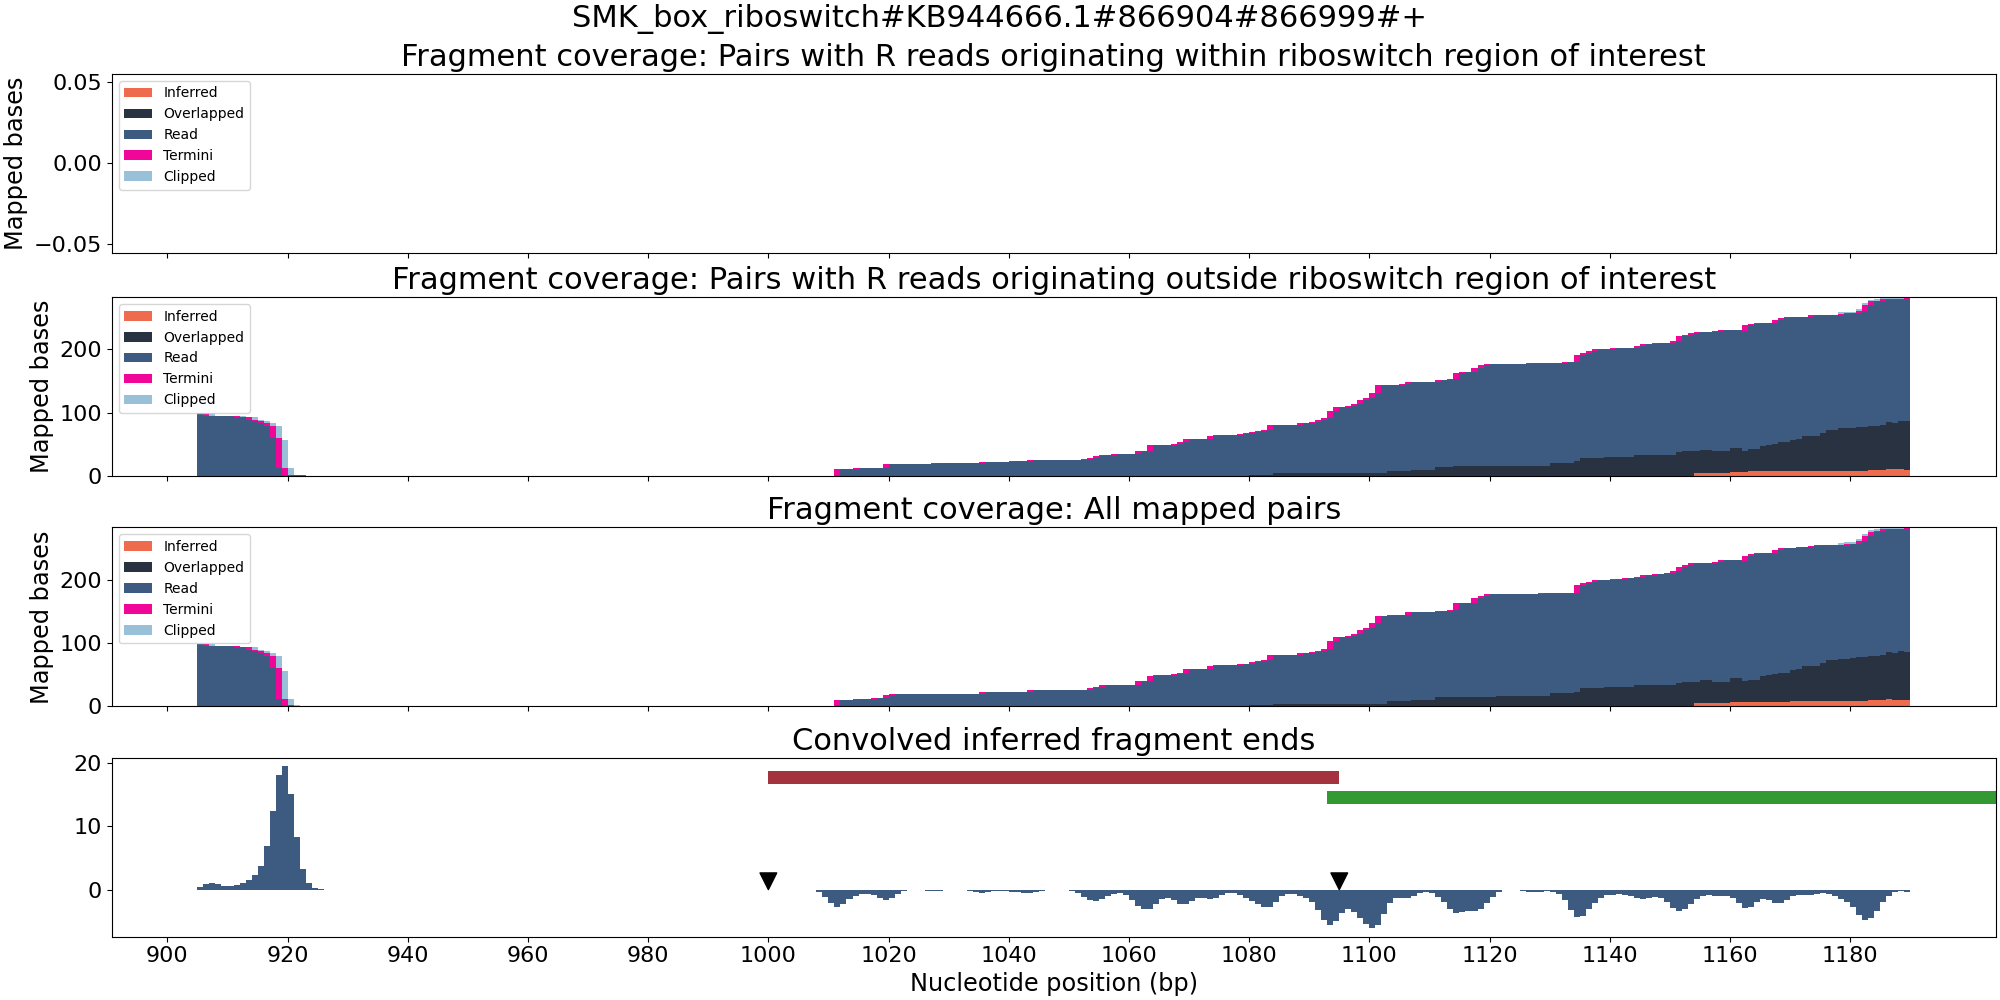 SMK_box_riboswitch#KB944666.1#866904#866999#+
Fragment coverage: Pairs with R reads originating within riboswitch region of interest
Mapped bases
0.05
0.00
−0.05
Inferred
Overlapped
Read
Termini
Clipped
Fragment coverage: Pairs with R reads originating outside riboswitch region of interest
Mapped bases
200
100
0
Inferred
Overlapped
Read
Termini
Clipped
Fragment coverage: All mapped pairs
Mapped bases
200
100
0
Inferred
Overlapped
Read
Termini
Clipped
Convolved inferred fragment ends
20
10
0
900 920 940 960 980 1000 1020 1040 1060 1080 1100 1120 1140 1160 1180
Nucleotide position (bp)